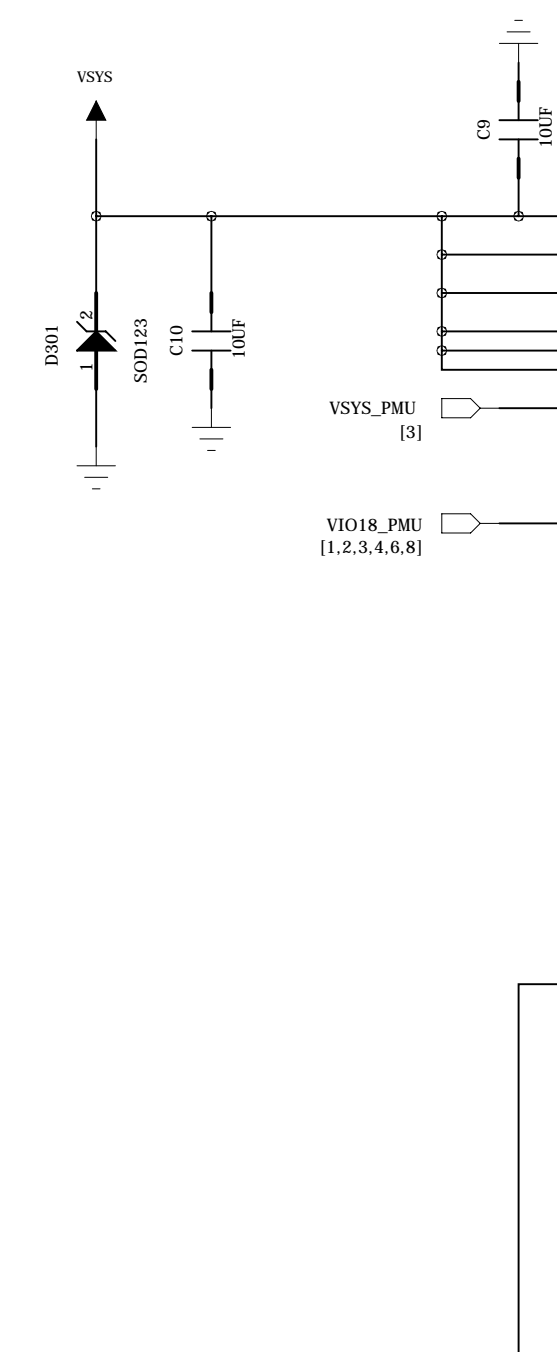 VSYS
C9
10UF
D301
2
1
SOD123
C10
10UF
VSYS_PMU
[3]
VIO18_PMU
[1,2,3,4,6,8]